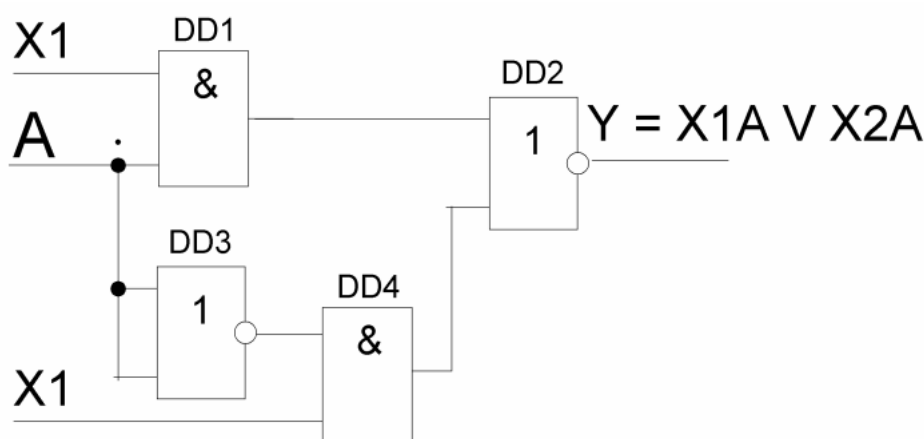 X1
DD1
&
DD2
A
1
Y = X1A V X2A
DD3
1
DD4
&
X1